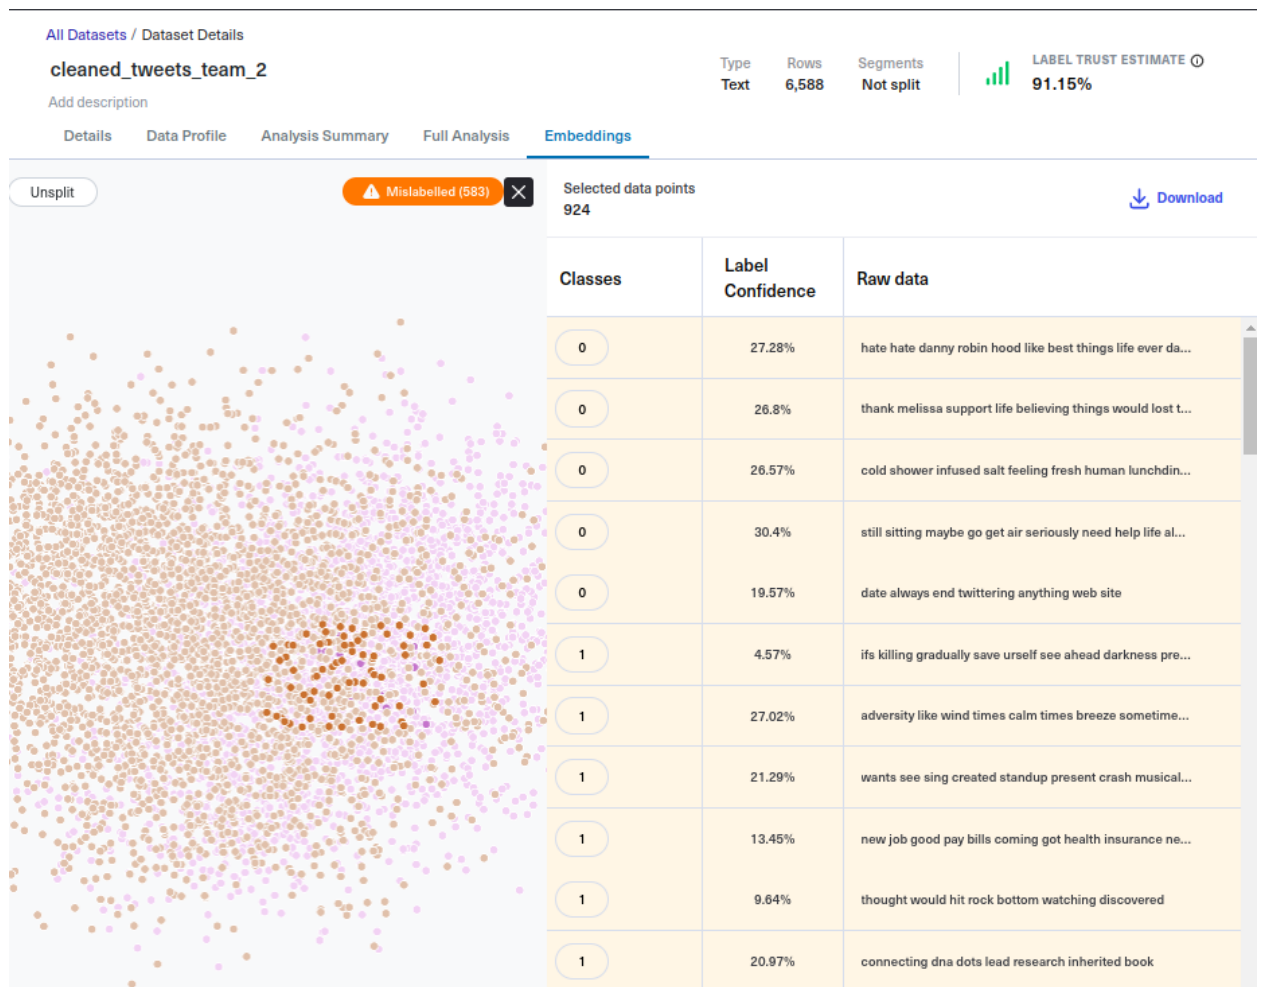 All Datasets / Dataset Details
cleaned_tweets_team_2
Add description
Type Rows Segments LABEL TRUST ESTIMATE
Text 6,588 Not split 91.15%
Details Data Profile Analysis Summary Full Analysis Embeddings
Unsplit
Mislabelled (583)
Selected data points
924
Download
Classes Label Confidence Raw data
0 27.28% hate hate danny robin hood like best things life ever da...
0 26.8% thank melissa support life believing things would lost t...
0 26.57% cold shower infused salt feeling fresh human lunchdin...
0 30.4% still sitting maybe go get air seriously need help life al...
0 19.57% date always end twittering anything web site
1 4.57% ifs killing gradually save urself see ahead darkness pre...
1 27.02% adversity like wind times calm times breeze sometime...
1 21.29% wants see sing created standup present crash musical...
1 13.45% new job good pay bills coming got health insurance ne...
1 9.64% thought would hit rock bottom watching discovered
1 20.97% connecting dna dots lead research inherited book